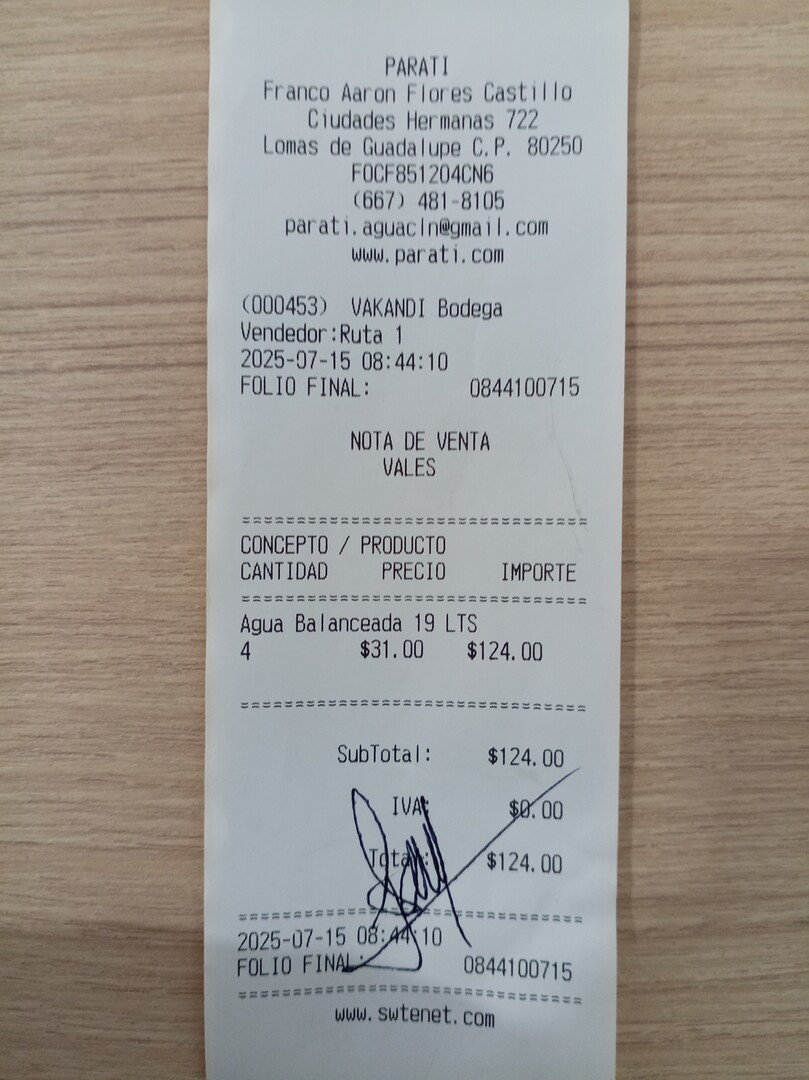 PARATI
Franco Aaron Flores Castillo
Ciudades Hermanas 722
Lomas de Guadalupe C.P. 80250
FOCF851204CN6
(667) 481-8105
parati.aguacln@gmail.com
www.parati.com
(000453) VAKANDI Bodega
Vendedor:Ruta 1
2025-07-15 08:44:10
FOLIO FINAL: 0844100715
NOTA DE VENTA
VALES
==============================
CONCEPTO / PRODUCTO
CANTIDAD PRECIO IMPORTE
==============================
Agua Balanceada 19 LTS
4 $31.00 $124.00
==============================
SubTotal: $124.00
IVA: $0.00
Total: $124.00
==============================
2025-07-15 08:44:10
FOLIO FINAL: 0844100715
==============================
www.swtenet.com